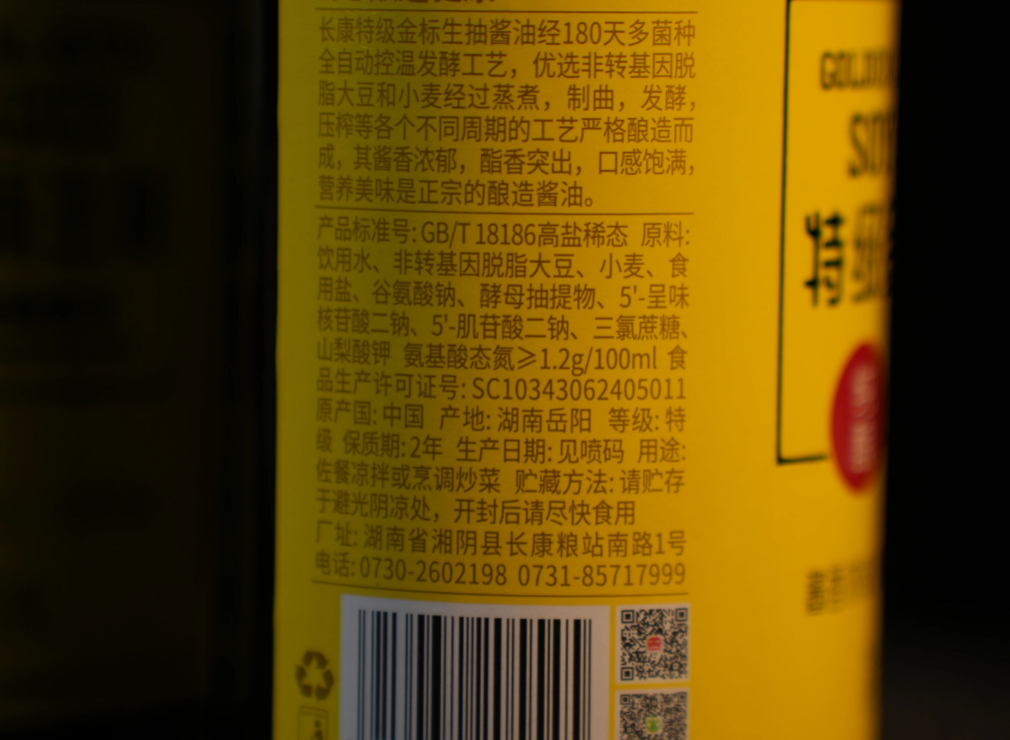 长康特级金标生抽酱油经180天多菌种
全自动控温发酵工艺，优选非转基因脱
脂大豆和小麦经过蒸煮，制曲，发酵，
压榨等各个不同周期的工艺严格酿造而
成，其酱香浓郁，酯香突出，口感饱满，
营养美味是正宗的酿造酱油。
产品标准号: GB/T 18186高盐稀态 原料:
饮用水、非转基因脱脂大豆、小麦、食
用盐、谷氨酸钠、酵母抽提物、5'-呈味
核苷酸二钠、5'-肌苷酸二钠、三氯蔗糖、
山梨酸钾 氨基酸态氮≥1.2g/100ml 食
品生产许可证号: SC10343062405011
原产国: 中国 产地: 湖南岳阳 等级: 特
级 保质期: 2年 生产日期: 见喷码 用途:
佐餐凉拌或烹调炒菜 贮藏方法: 请贮存
于避光阴凉处，开封后请尽快食用
厂址: 湖南省湘阴县长康粮站南路1号
电话: 0730-2602198 0731-85717999
特级